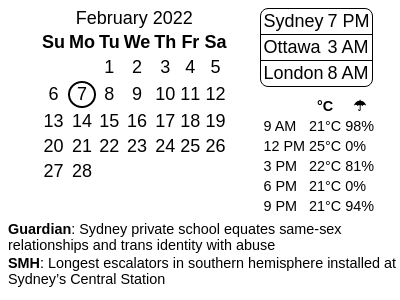 February 2022
Su Mo Tu We Th Fr Sa
1 2 3 4 5
6 7 8 9 10 11 12
13 14 15 16 17 18 19
20 21 22 23 24 25 26
27 28
Sydney 7 PM
Ottawa 3 AM
London 8 AM
°C ☂
9 AM 21°C 98%
12 PM 25°C 0%
3 PM 22°C 81%
6 PM 21°C 0%
9 PM 21°C 94%
Guardian: Sydney private school equates same-sex
relationships and trans identity with abuse
SMH: Longest escalators in southern hemisphere installed at
Sydney’s Central Station